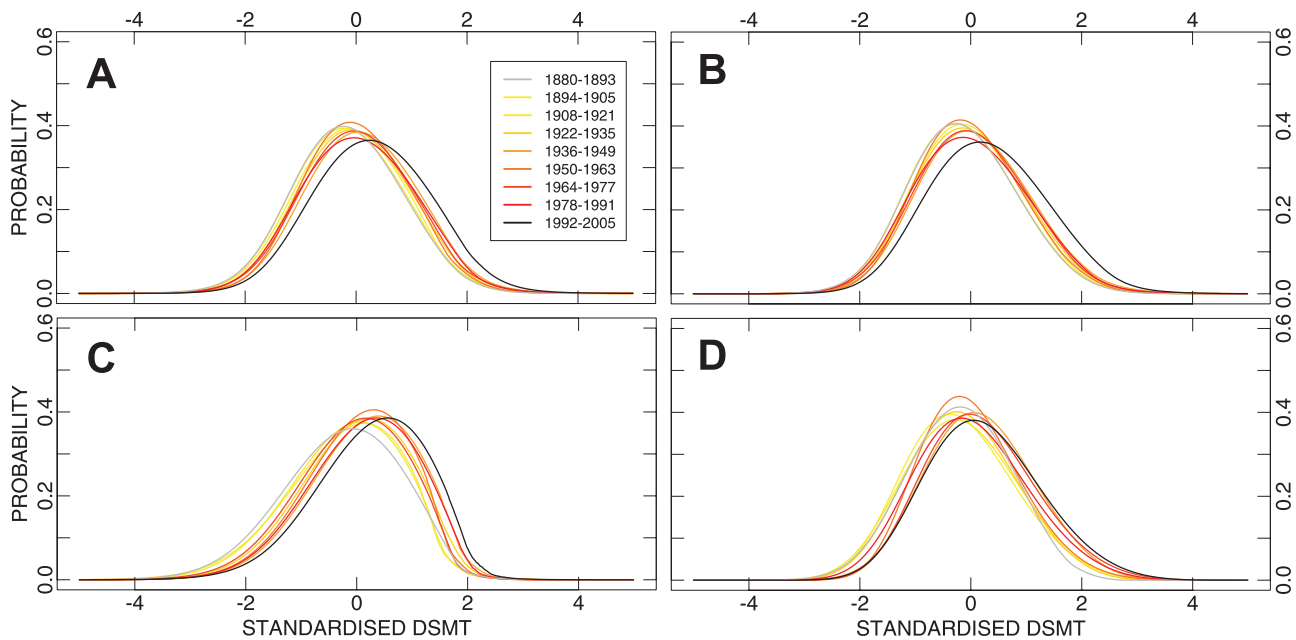 -4 -2 0 2 4 -4 -2 0 2 4
A
B
PROBABILITY
0.6
0.4
0.2
0.0
1880-1893
1894-1905
1908-1921
1922-1935
1936-1949
1950-1963
1964-1977
1978-1991
1992-2005
0.6
0.4
0.2
0.0
C
D
PROBABILITY
0.6
0.4
0.2
0.0
0.6
0.4
0.2
0.0
-4 -2 0 2 4 -4 -2 0 2 4
STANDARDISED DSMT STANDARDISED DSMT